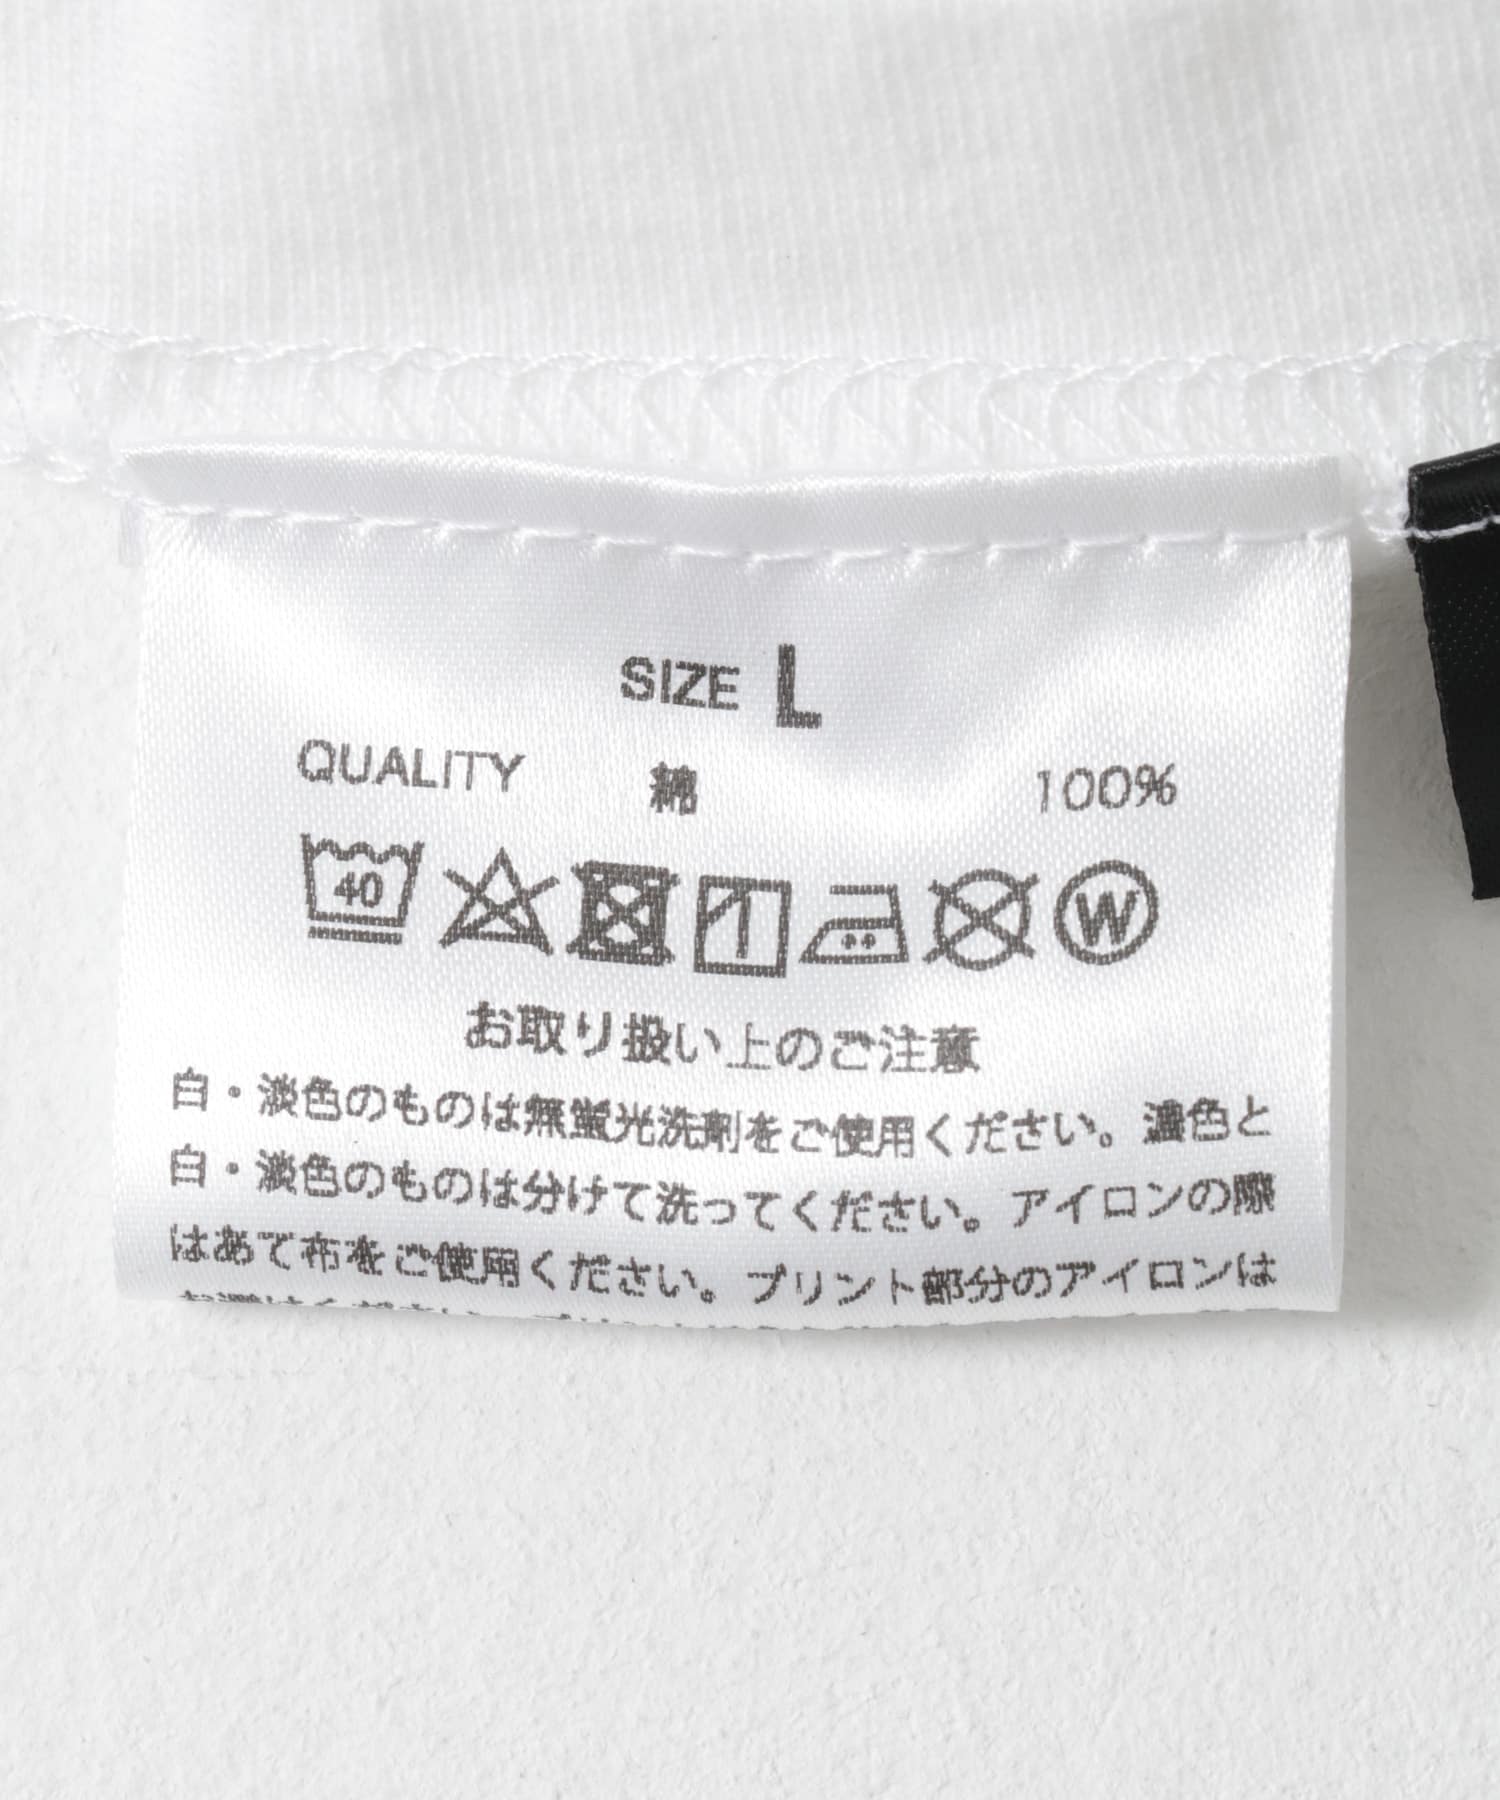 SIZE L
QUALITY 綿 100%
40 W
お取り扱い上のご注意
白・淡色のものは無蛍光洗剤をご使用ください。濃色と
白・淡色のものは分けて洗ってください。アイロンの際
はあて布をご使用ください。プリント部分のアイロンは